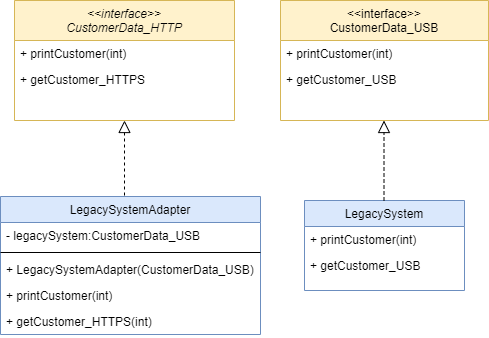 <<interface>>
CustomerData_HTTP
+ printCustomer(int)
+ getCustomer_HTTPS
<<interface>>
CustomerData_USB
+ printCustomer(int)
+ getCustomer_USB
LegacySystemAdapter
- legacySystem:CustomerData_USB
+ LegacySystemAdapter(CustomerData_USB)
+ printCustomer(int)
+ getCustomer_HTTPS(int)
LegacySystem
+ printCustomer(int)
+ getCustomer_USB